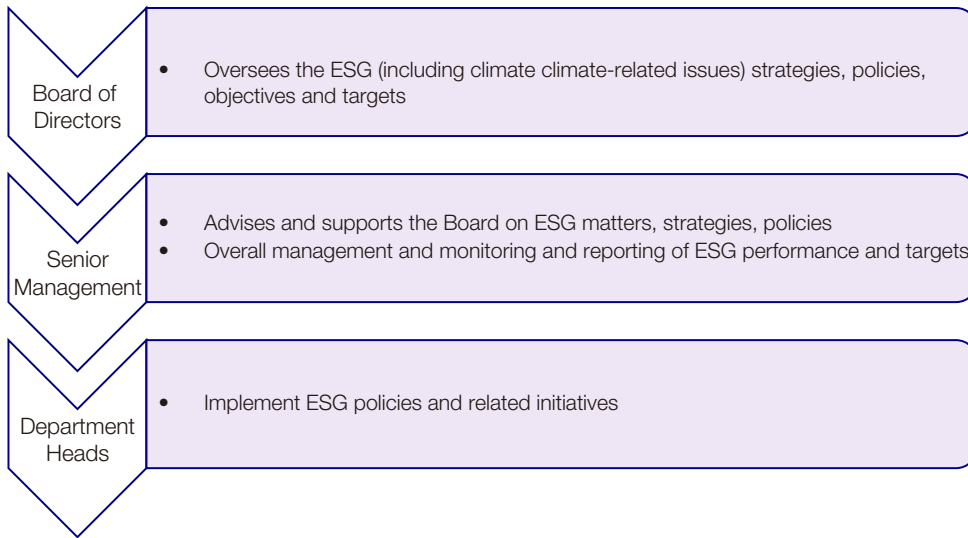 Board of
Directors
• Oversees the ESG (including climate climate-related issues) strategies, policies,
objectives and targets
Senior
Management
• Advises and supports the Board on ESG matters, strategies, policies
• Overall management and monitoring and reporting of ESG performance and targets
Department
Heads
• Implement ESG policies and related initiatives